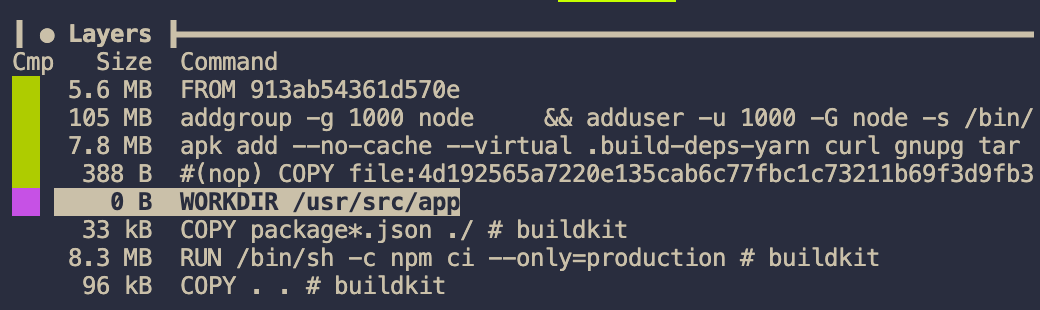 ● Layers
Cmp Size Command
5.6 MB FROM 913ab54361d570e
105 MB addgroup -g 1000 node && adduser -u 1000 -G node -s /bin/
7.8 MB apk add --no-cache --virtual .build-deps-yarn curl gnupg tar
388 B #(nop) COPY file:4d192565a7220e135cab6c77fbc1c73211b69f3d9fb3
0 B WORKDIR /usr/src/app
33 kB COPY package*.json ./ # buildkit
8.3 MB RUN /bin/sh -c npm ci --only=production # buildkit
96 kB COPY . . # buildkit